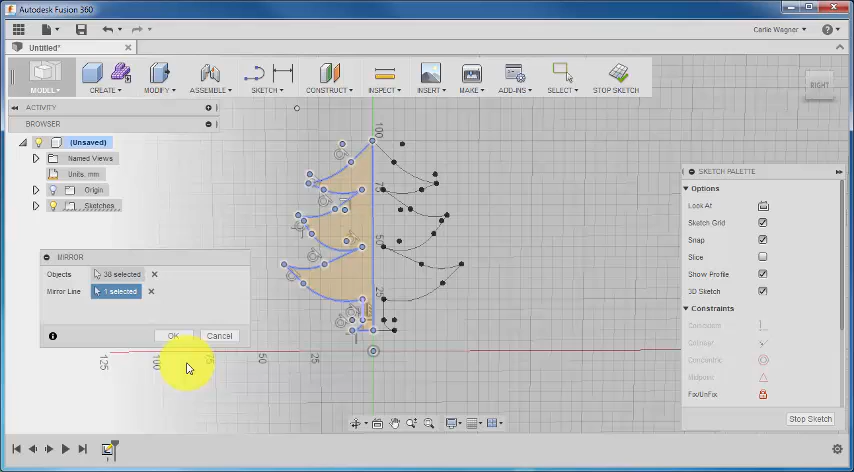 Autodesk Fusion 360
Carlie Wagner
Untitled*
MODEL
CREATE
MODIFY
ASSEMBLE
SKETCH
CONSTRUCT
INSPECT
INSERT
MAKE
ADD-INS
SELECT
STOP SKETCH
RIGHT
ACTIVITY
BROWSER
(Unsaved)
Named Views
Units: mm
Origin
Sketches
100
75
50
25
MIRROR
Objects
38 selected
Mirror Line
1 selected
OK
Cancel
125
100
75
50
25
SKETCH PALETTE
Options
Look At
Sketch Grid
Snap
Slice
Show Profile
3D Sketch
Constraints
Coincident
Collinear
Concentric
Midpoint
Fix/UnFix
Stop Sketch